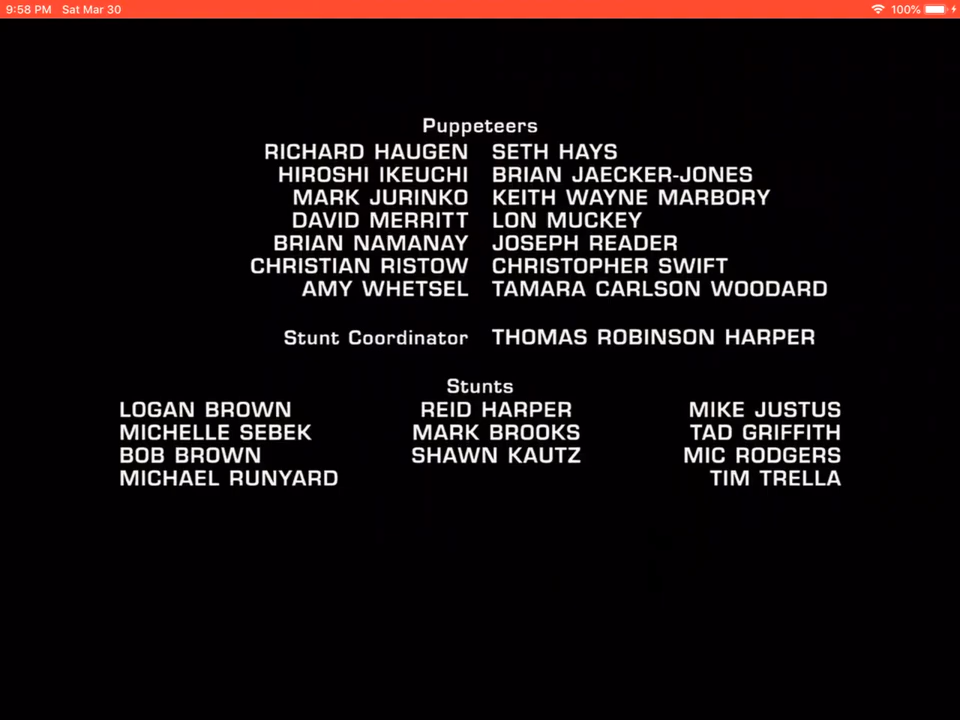 9:58 PM Sat Mar 30 100%
Puppeteers
RICHARD HAUGEN SETH HAYS
HIROSHI IKEUCHI BRIAN JAECKER-JONES
MARK JURINKO KEITH WAYNE MARBORY
DAVID MERRITT LON MUCKEY
BRIAN NAMANAY JOSEPH READER
CHRISTIAN RISTOW CHRISTOPHER SWIFT
AMY WHETSEL TAMARA CARLSON WOODARD
Stunt Coordinator THOMAS ROBINSON HARPER
Stunts
LOGAN BROWN REID HARPER MIKE JUSTUS
MICHELLE SEBEK MARK BROOKS TAD GRIFFITH
BOB BROWN SHAWN KAUTZ MIC RODGERS
MICHAEL RUNYARD TIM TRELLA